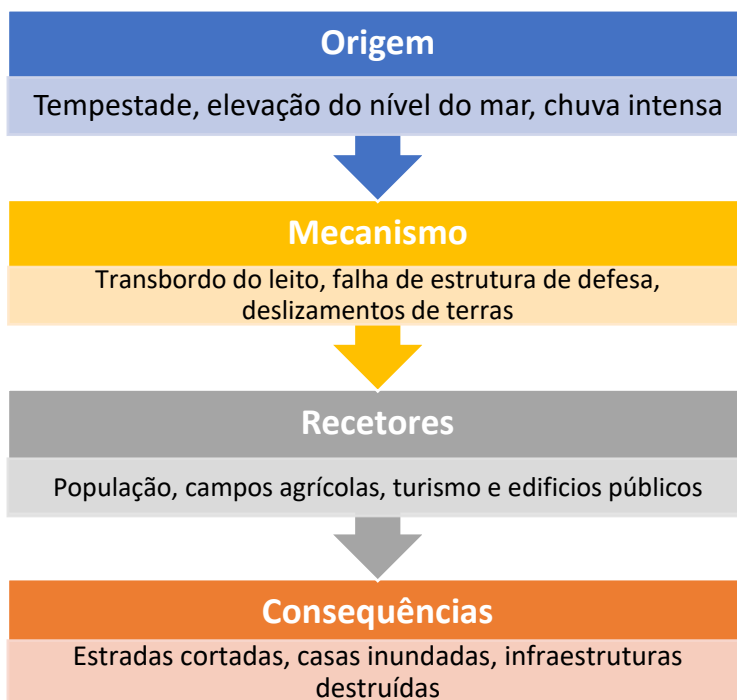 Origem
Tempestade, elevação do nível do mar, chuva intensa
Mecanismo
Transbordo do leito, falha de estrutura de defesa,
deslizamentos de terras
Recetores
População, campos agrícolas, turismo e edificios públicos
Consequências
Estradas cortadas, casas inundadas, infraestruturas
destruídas